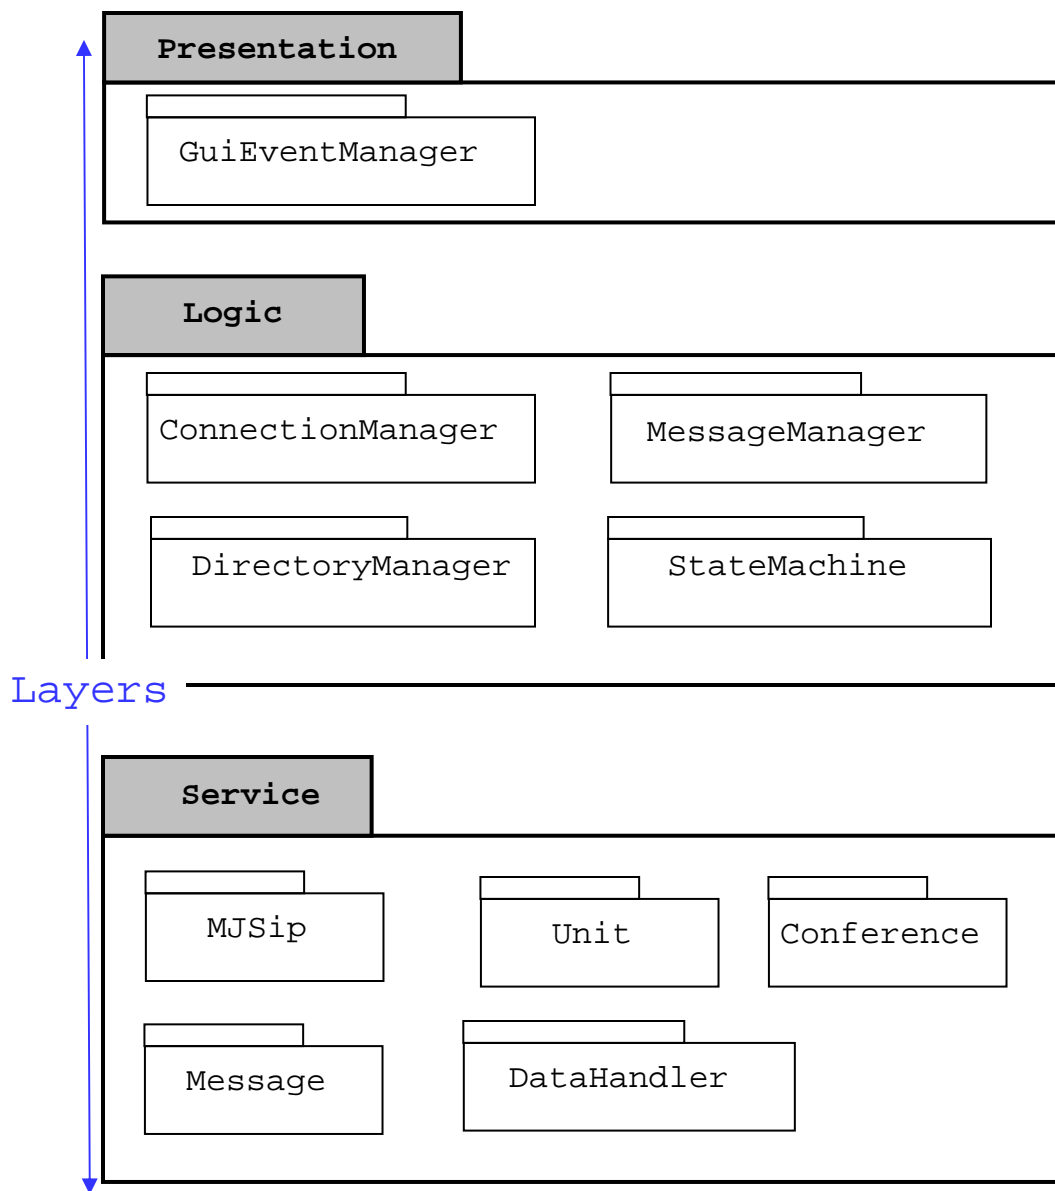 Presentation
GuiEventManager
Logic
ConnectionManager
MessageManager
DirectoryManager
StateMachine
Layers
Service
MJSip
Unit
Conference
Message
DataHandler